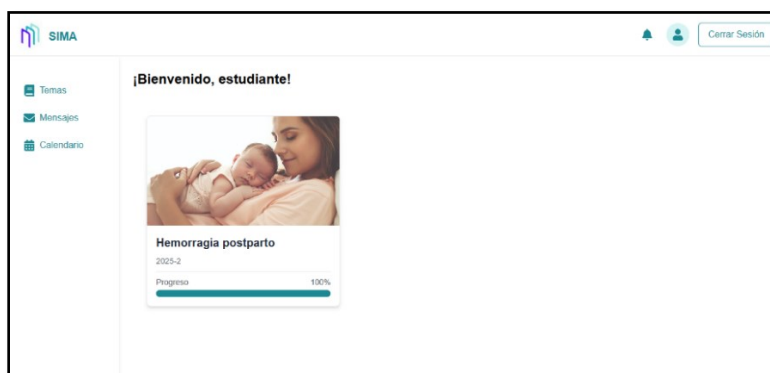 SIMA
Cerrar Sesión
Temas
Mensajes
Calendario
¡Bienvenido, estudiante!
Hemorragia postparto
2025-2
Progreso 100%